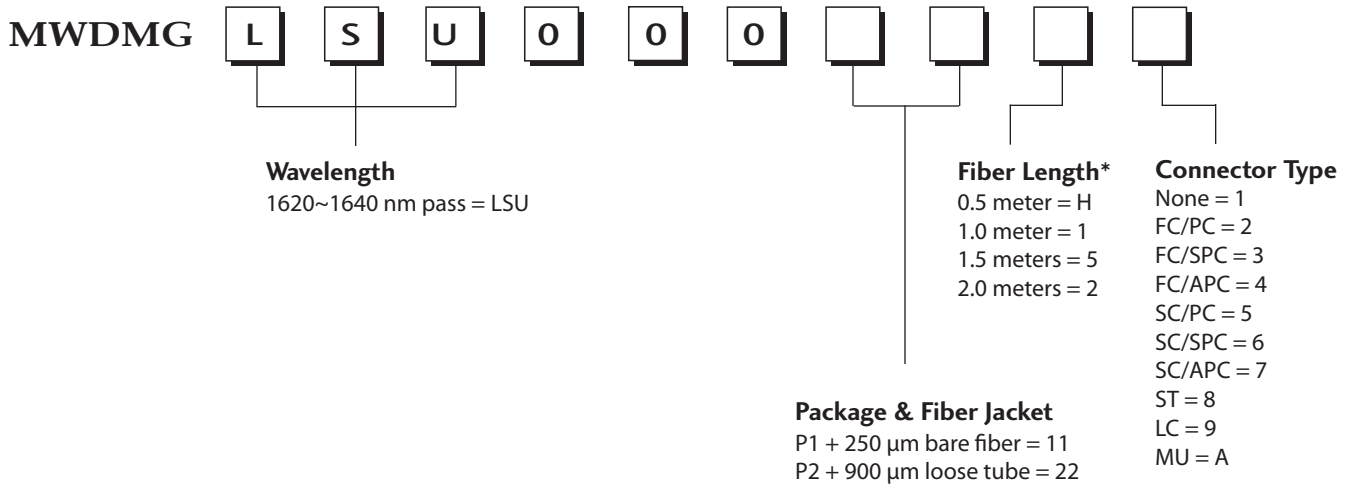 MWDMG L S U 0 0 0
Wavelength
1620~1640 nm pass = LSU
Fiber Length*
0.5 meter = H
1.0 meter = 1
1.5 meters = 5
2.0 meters = 2
Connector Type
None = 1
FC/PC = 2
FC/SPC = 3
FC/APC = 4
SC/PC = 5
SC/SPC = 6
SC/APC = 7
ST = 8
LC = 9
MU = A
Package & Fiber Jacket
P1 + 250 µm bare fiber = 11
P2 + 900 µm loose tube = 22